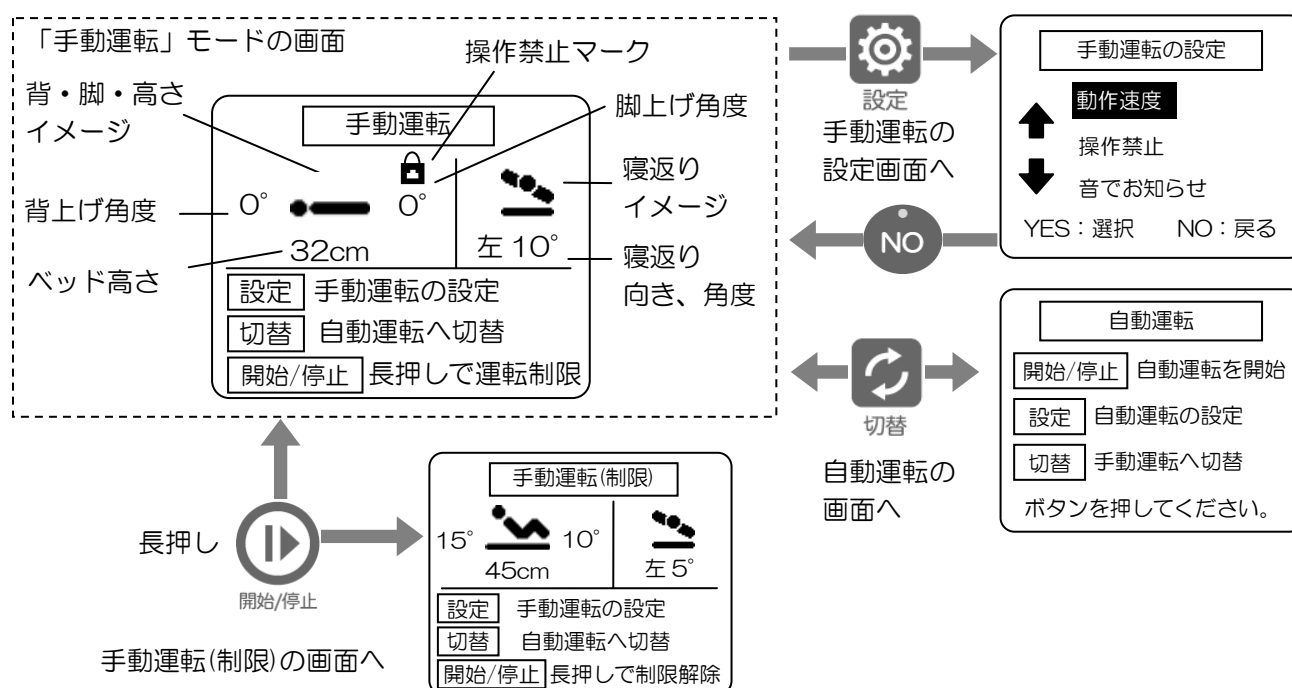 「手動運転」モードの画面
操作禁止マーク
背・脚・高さ
イメージ
脚上げ角度
手動運転
寝返り
イメージ
背上げ角度
0°
0°
32cm
左 10°
ベッド高さ
寝返り
向き、角度
設定 手動運転の設定
切替 自動運転へ切替
開始/停止 長押しで運転制限
設定
手動運転の
設定画面へ
NO
手動運転の設定
動作速度
操作禁止
音でお知らせ
YES：選択 NO：戻る
切替
自動運転の
画面へ
自動運転
開始/停止 自動運転を開始
設定 自動運転の設定
切替 手動運転へ切替
ボタンを押してください。
長押し
開始/停止
手動運転(制限)の画面へ
手動運転(制限)
15°
10°
45cm
左 5°
設定 手動運転の設定
切替 自動運転へ切替
開始/停止 長押しで制限解除